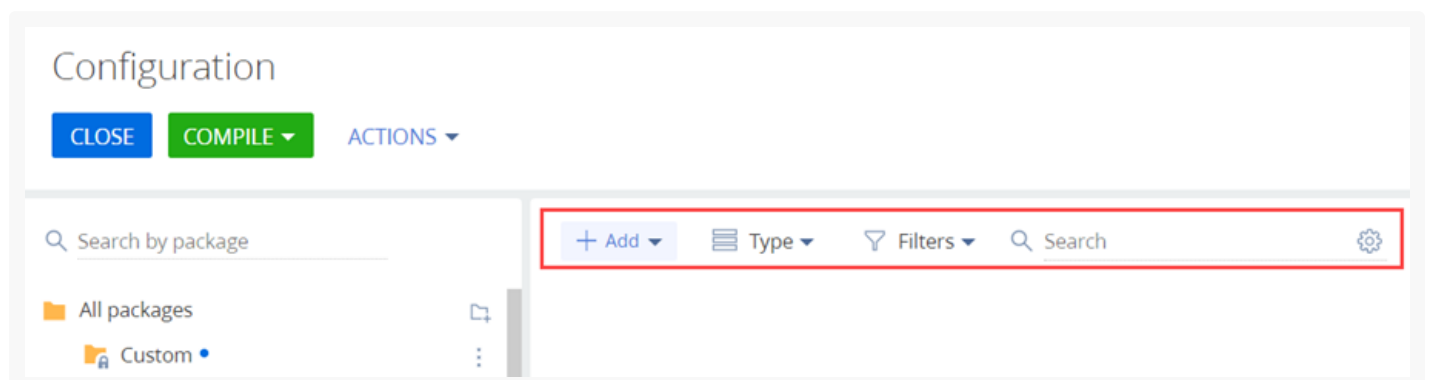 Configuration
CLOSE COMPILE ACTIONS
Search by package
+ Add Type Filters Search
All packages
Custom